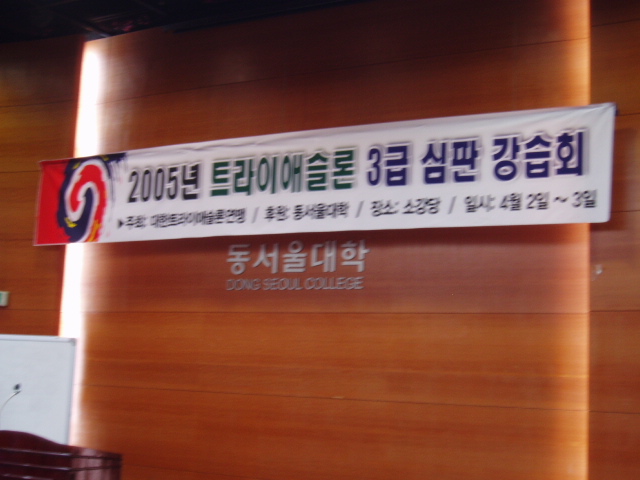 2005년 트라이애슬론 3급 심판 강습회
▶주최: 대한트라이애슬론연맹 / 후원: 동서울대학 / 장소: 소강당 / 일시: 4월 2일 ~ 3일
동서울대학
DONG SEOUL COLLEGE